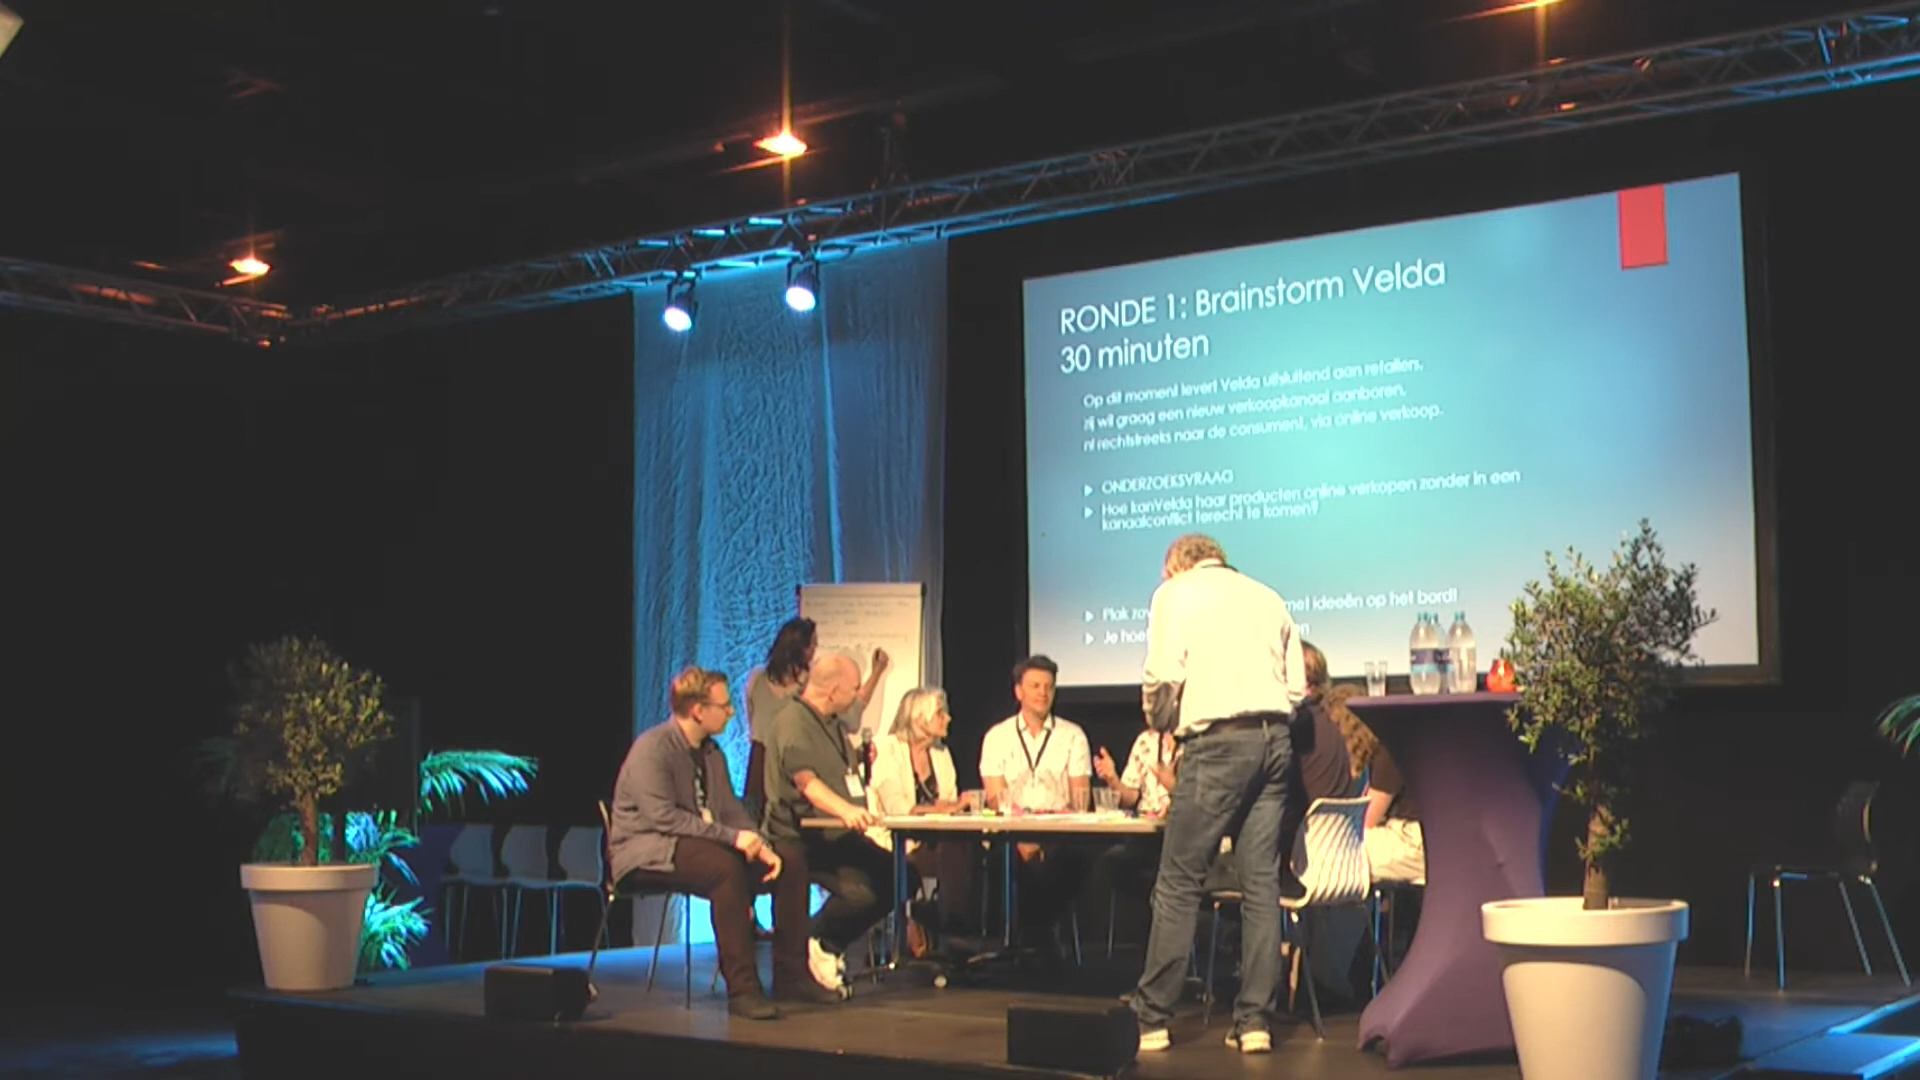 RONDE 1: Brainstorm Velda
30 minuten
Op dit moment levert Velda uitsluitend aan retailers,
zij wil graag een nieuw verkoopkanaal aanboren,
nl rechtstreeks naar de consument, via online verkoop.
ONDERZOEKSVRAAG
Hoe kanVelda haar producten online verkopen zonder in een
kanaalconflict terecht te komen?
Plak met ideeën op het bord!
Je